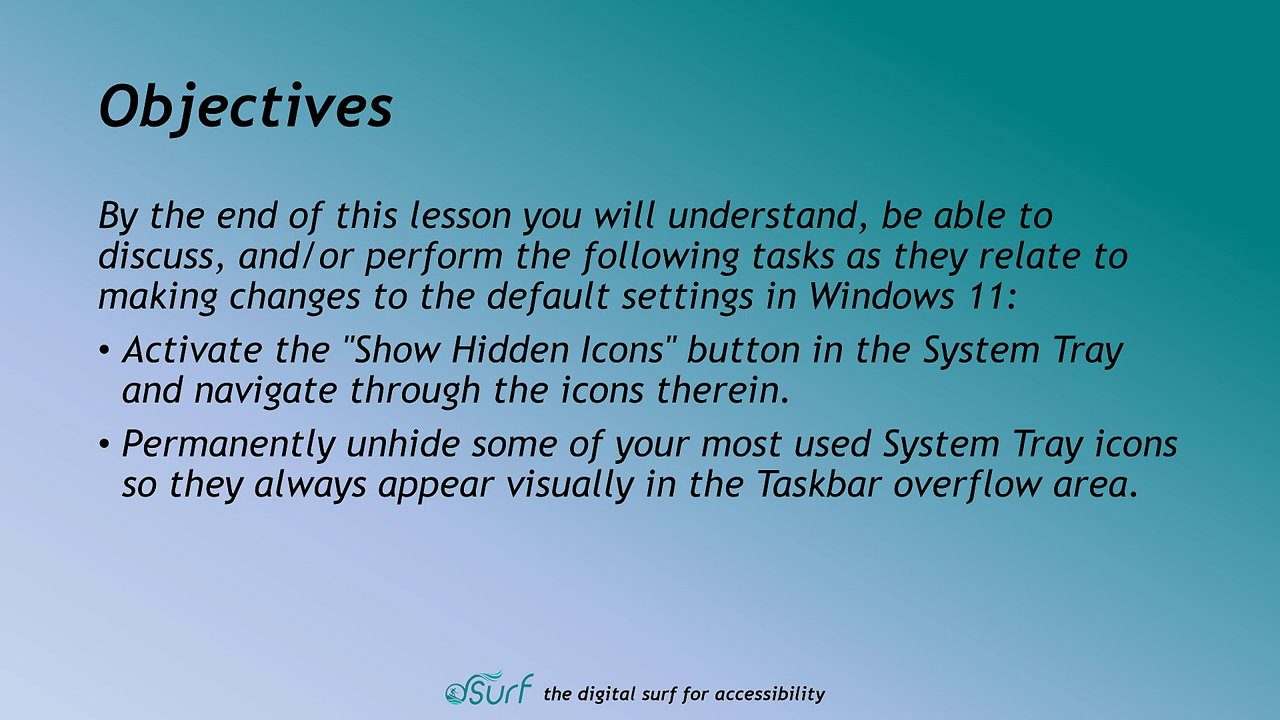 Objectives
By the end of this lesson you will understand, be able to
discuss, and/or perform the following tasks as they relate to
making changes to the default settings in Windows 11:
• Activate the "Show Hidden Icons" button in the System Tray
and navigate through the icons therein.
• Permanently unhide some of your most used System Tray icons
so they always appear visually in the Taskbar overflow area.
dSurf the digital surf for accessibility